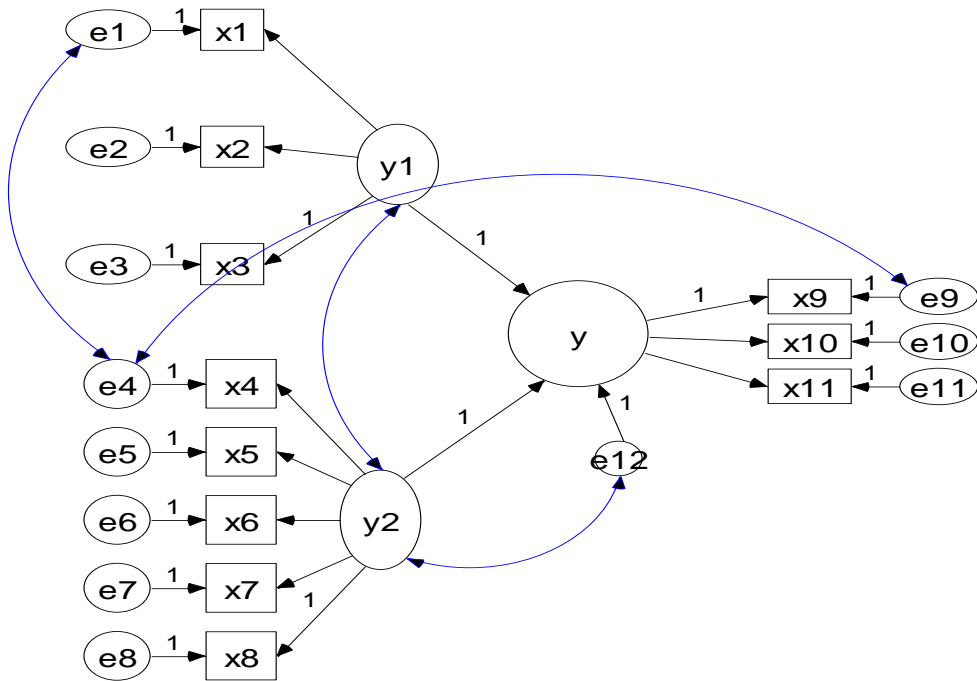 e1 1 x1
e2 1 x2
y1
1
e3 1 x3
1
1 x9 1 e9
y
x10 1 e10
e4 1 x4
x11 1 e11
1
1
e5 1 x5
e12
e6 1 x6
y2
e7 1 x7
1
e8 1 x8